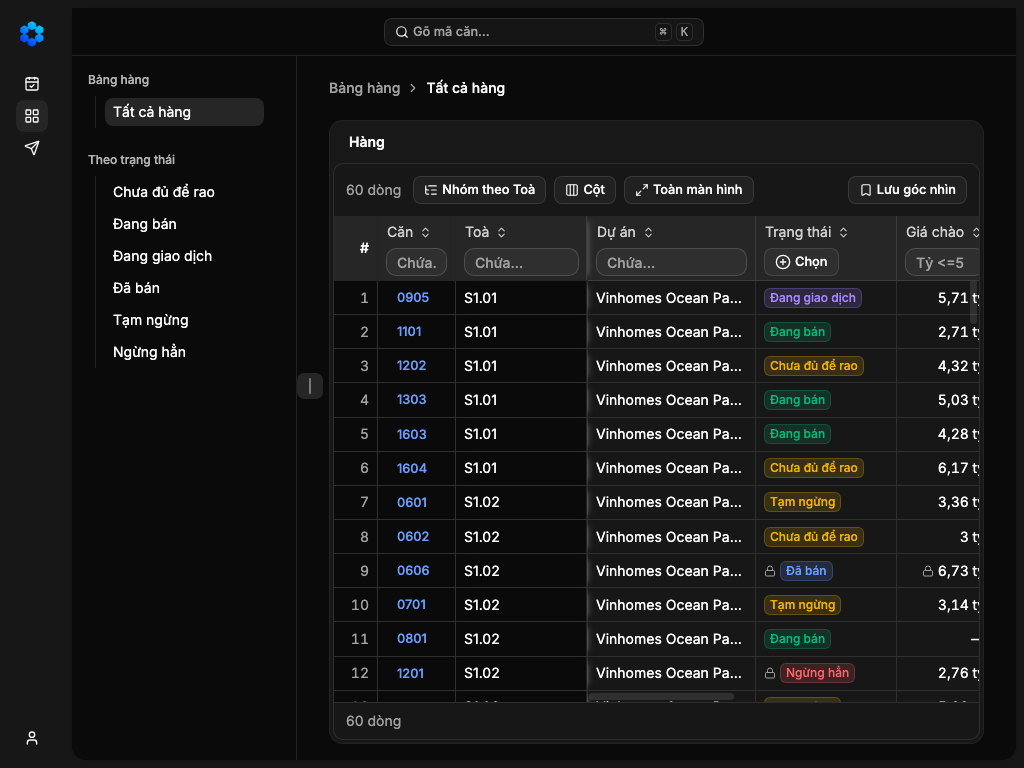 Gõ mã căn... ⌘ K
Bảng hàng
Tất cả hàng
Theo trạng thái
Chưa đủ để rao
Đang bán
Đang giao dịch
Đã bán
Tạm ngừng
Ngừng hẳn
Bảng hàng > Tất cả hàng
Hàng
60 dòng Nhóm theo Toà Cột Toàn màn hình Lưu góc nhìn
# Căn Toà Dự án Trạng thái Giá chào
Chứa. Chứa... Chứa... Chọn Tỷ <=5
1 0905 S1.01 Vinhomes Ocean Pa... Đang giao dịch 5,71 tỷ
2 1101 S1.01 Vinhomes Ocean Pa... Đang bán 2,71 tỷ
3 1202 S1.01 Vinhomes Ocean Pa... Chưa đủ để rao 4,32 tỷ
4 1303 S1.01 Vinhomes Ocean Pa... Đang bán 5,03 tỷ
5 1603 S1.01 Vinhomes Ocean Pa... Đang bán 4,28 tỷ
6 1604 S1.01 Vinhomes Ocean Pa... Chưa đủ để rao 6,17 tỷ
7 0601 S1.02 Vinhomes Ocean Pa... Tạm ngừng 3,36 tỷ
8 0602 S1.02 Vinhomes Ocean Pa... Chưa đủ để rao 3 tỷ
9 0606 S1.02 Vinhomes Ocean Pa... Đã bán 6,73 tỷ
10 0701 S1.02 Vinhomes Ocean Pa... Tạm ngừng 3,14 tỷ
11 0801 S1.02 Vinhomes Ocean Pa... Đang bán —
12 1201 S1.02 Vinhomes Ocean Pa... Ngừng hẳn 2,76 tỷ
60 dòng